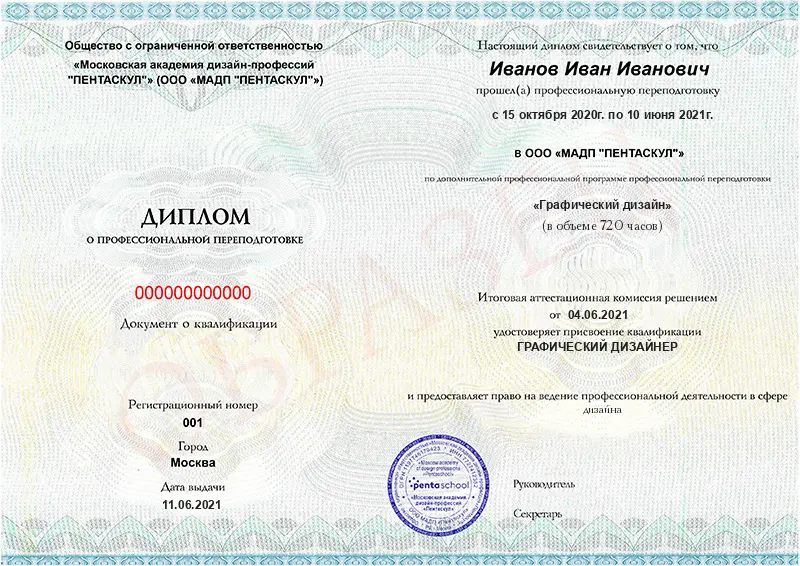 Общество с ограниченной ответственностью
«Московская академия дизайн-профессий
"ПЕНТАСКУЛ"» (ООО «МАДП "ПЕНТАСКУЛ"»)
ДИПЛОМ
О ПРОФЕССИОНАЛЬНОЙ ПЕРЕПОДГОТОВКЕ
000000000000
Документ о квалификации
Регистрационный номер
001
Город
Москва
Дата выдачи
11.06.2021
Настоящий диплом свидетельствует о том, что
Иванов Иван Иванович
прошел(а) профессиональную переподготовку
с 15 октября 2020г. по 10 июня 2021г.
в ООО «МАДП "ПЕНТАСКУЛ"»
по дополнительной профессиональной программе профессиональной переподготовки
«Графический дизайн»
(в объеме 720 часов)
Итоговая аттестационная комиссия решением
от 04.06.2021
удостоверяет присвоение квалификации
ГРАФИЧЕСКИЙ ДИЗАЙНЕР
и предоставляет право на ведение профессиональной деятельности в сфере
дизайна
Руководитель
Секретарь
ОБРАЗЕЦ
«Moscow academy
of design professions
«Pentaschool»
pentaschool
«Московская академия
дизайн-профессий
«Пентаскул»